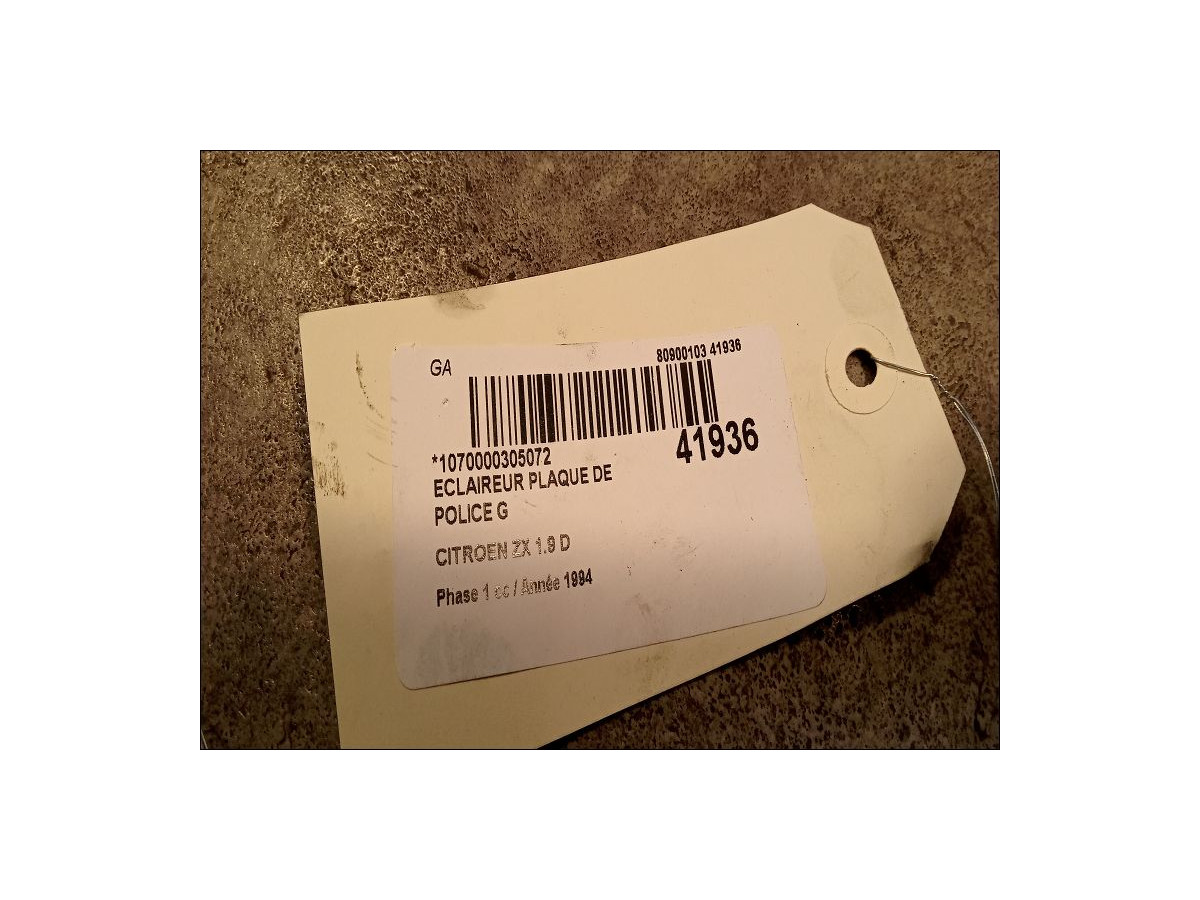 GA
80900103 41936
41936
*1070000305072
ECLAIREUR PLAQUE DE
POLICE G
CITROEN ZX 1.9 D
Phase 1 cc / Année 1994